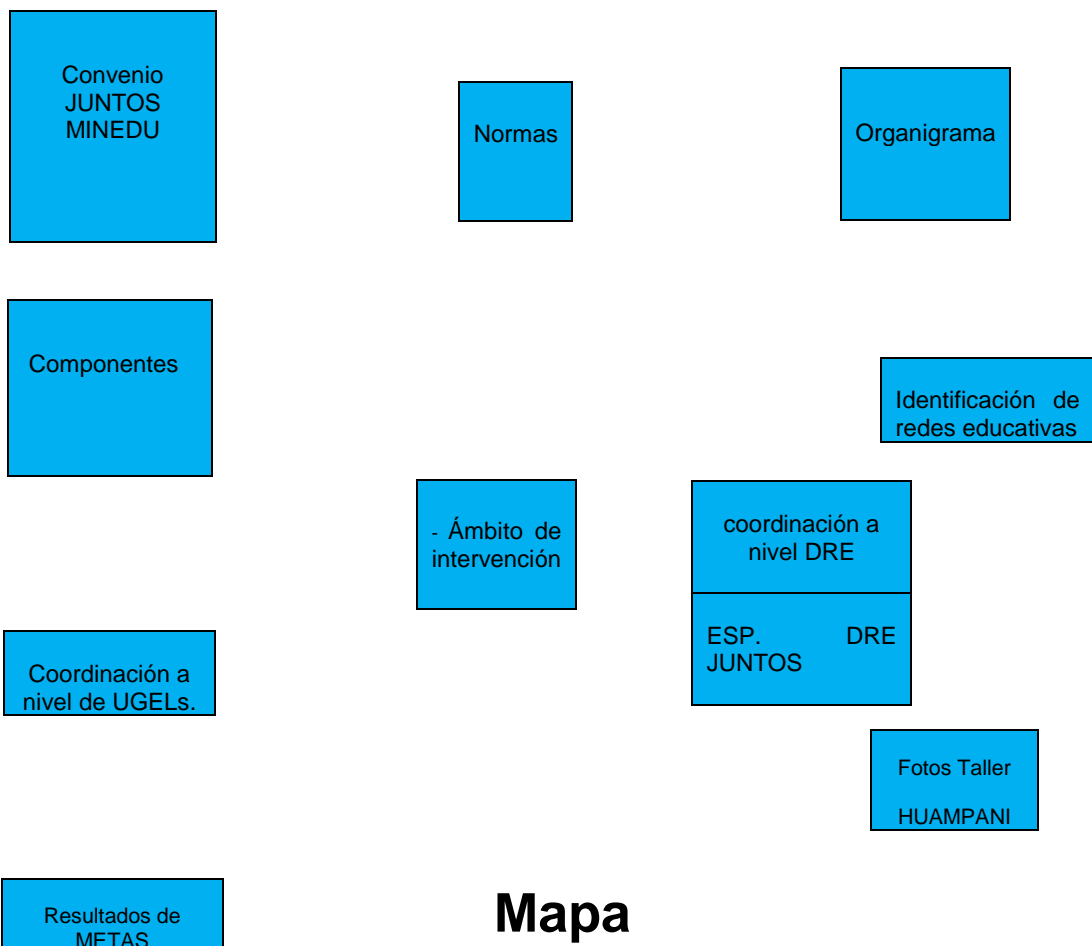 Convenio
JUNTOS
MINEDU
Normas
Organigrama
Componentes
Identificación de
redes educativas
- Ámbito de
intervención
coordinación a
nivel DRE
ESP. DRE
JUNTOS
Coordinación a
nivel de UGELs.
Fotos Taller
HUAMPANI
Resultados de
METAS
Mapa